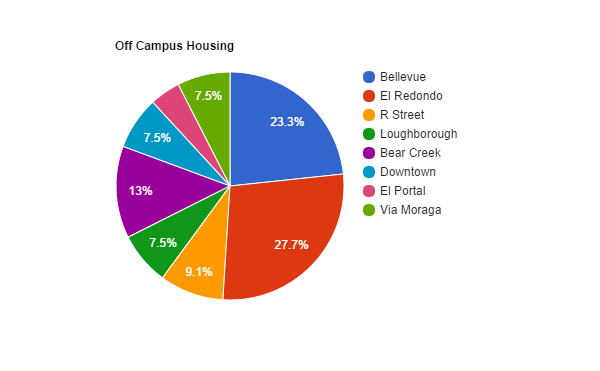 Off Campus Housing
Bellevue
El Redondo
R Street
Loughborough
Bear Creek
Downtown
El Portal
Via Moraga
7.5%
23.3%
7.5%
13%
7.5%
27.7%
9.1%